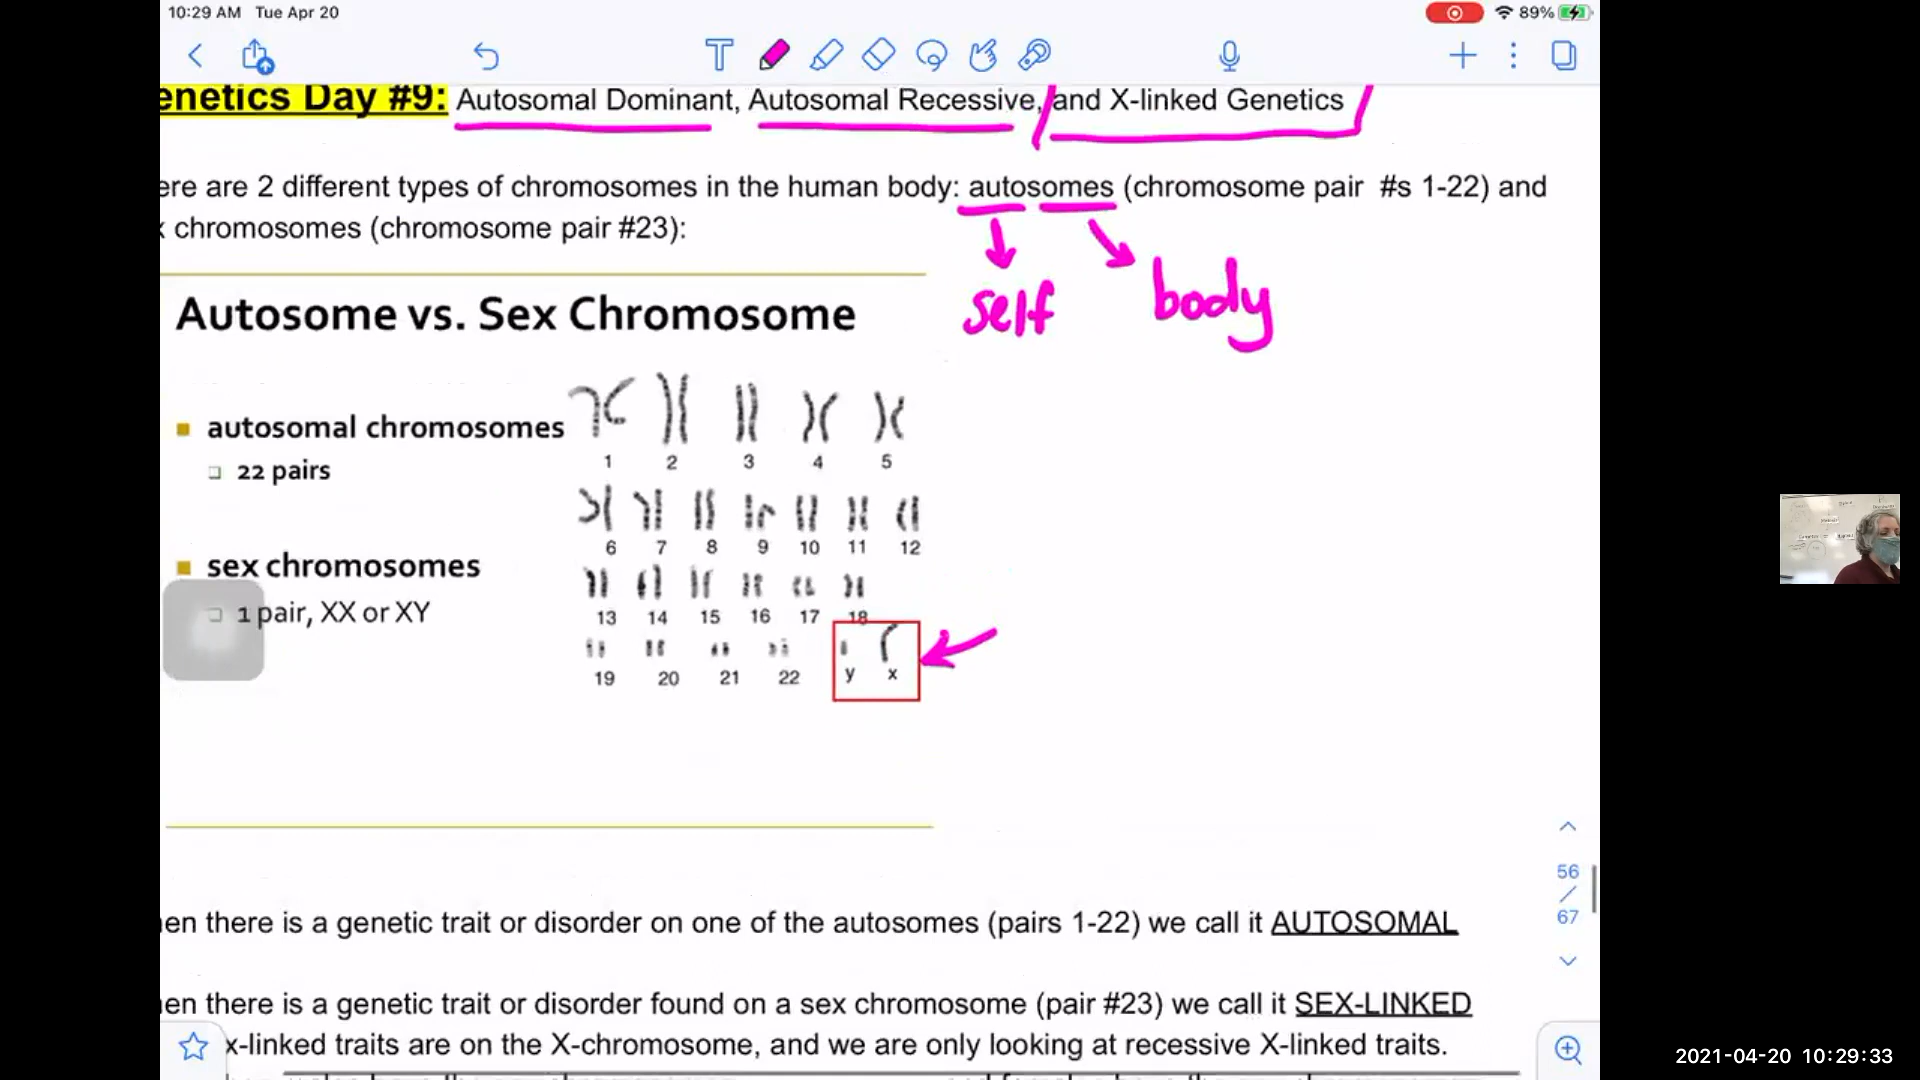 10:29 AM Tue Apr 20
89%
enetics Day #9: Autosomal Dominant, Autosomal Recessive, and X-linked Genetics
ere are 2 different types of chromosomes in the human body: autosomes (chromosome pair #s 1-22) and
x chromosomes (chromosome pair #23):
self
body
Autosome vs. Sex Chromosome
autosomal chromosomes
22 pairs
sex chromosomes
1 pair, XX or XY
1 2 3 4 5
6 7 8 9 10 11 12
13 14 15 16 17 18
19 20 21 22 y x
56
67
en there is a genetic trait or disorder on one of the autosomes (pairs 1-22) we call it AUTOSOMAL
en there is a genetic trait or disorder found on a sex chromosome (pair #23) we call it SEX-LINKED
x-linked traits are on the X-chromosome, and we are only looking at recessive X-linked traits.
2021-04-20 10:29:33